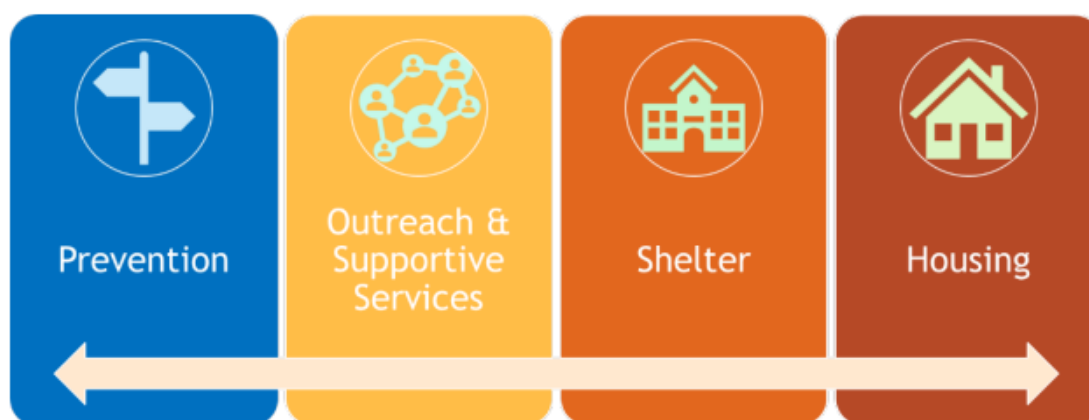 Prevention
Outreach &
Supportive
Services
Shelter
Housing